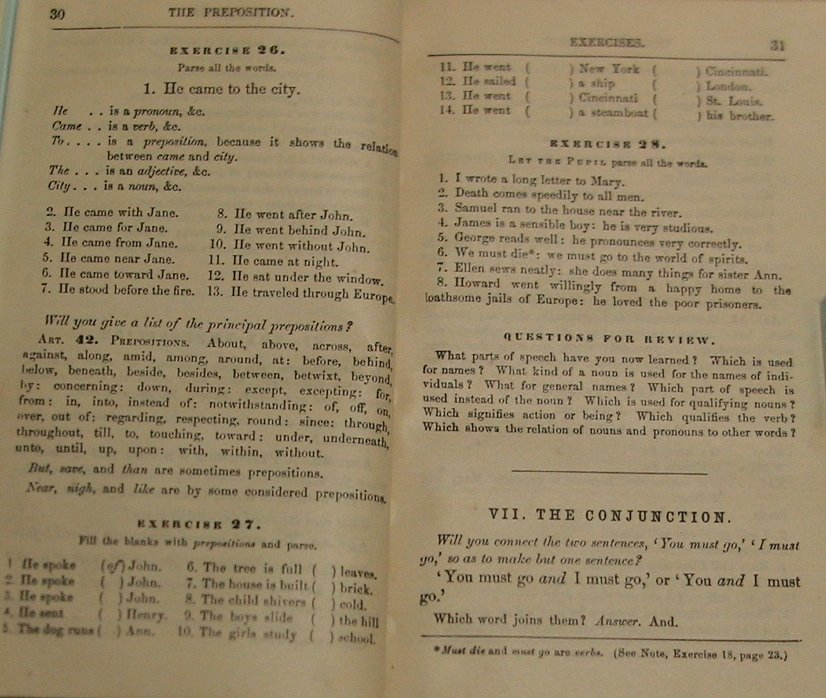 30 THE PREPOSITION.
EXERCISE 26.
Parse all the words.
1. He came to the city.
He . . is a pronoun, &c.
Came . . is a verb, &c.
To . . . . is a preposition, because it shows the relation
between came and city.
The . . . is an adjective, &c.
City . . . is a noun, &c.
2. He came with Jane.
3. He came for Jane.
4. He came from Jane.
5. He came near Jane.
6. He came toward Jane.
7. He stood before the fire.
8. He went after John.
9. He went behind John.
10. He went without John.
11. He came at night.
12. He sat under the window.
13. He traveled through Europe.
Will you give a list of the principal prepositions?
ART. 42. PREPOSITIONS. About, above, across, after,
against, along, amid, among, around, at: before, behind,
below, beneath, beside, besides, between, betwixt, beyond,
by: concerning: down, during: except, excepting: for,
from: in, into, instead of: notwithstanding: of, off, on,
over, out of: regarding, respecting, round: since: through,
throughout, till, to, touching, toward: under, underneath,
unto, until, up, upon: with, within, without.
But, save, and than are sometimes prepositions.
Near, nigh, and like are by some considered prepositions.
EXERCISE 27.
Fill the blanks with prepositions and parse.
1 He spoke (of) John.
2. He spoke ( ) John.
3. He spoke ( ) John.
4. He sent ( ) Henry.
5. The dog runs ( ) Ann.
6. The tree is full ( ) leaves.
7. The house is built ( ) brick.
8. The child shivers ( ) cold.
9. The boys slide ( ) the hill
10. The girls study ( ) school.
EXERCISES. 31
11. He went ( ) New York ( ) Cincinnati.
12. He sailed ( ) a ship ( ) London.
13. He went ( ) Cincinnati ( ) St. Louis.
14. He went ( ) a steamboat ( ) his brother.
EXERCISE 28.
LET THE PUPIL parse all the words.
1. I wrote a long letter to Mary.
2. Death comes speedily to all men.
3. Samuel ran to the house near the river.
4. James is a sensible boy: he is very studious.
5. George reads well: he pronounces very correctly.
6. We must die*: we must go to the world of spirits.
7. Ellen sews neatly: she does many things for sister Ann.
8. Howard went willingly from a happy home to the
loathsome jails of Europe: he loved the poor prisoners.
QUESTIONS FOR REVIEW.
What parts of speech have you now learned? Which is used
for names? What kind of a noun is used for the names of indi-
viduals? What for general names? Which part of speech is
used instead of the noun? Which is used for qualifying nouns?
Which signifies action or being? Which qualifies the verb?
Which shows the relation of nouns and pronouns to other words?
VII. THE CONJUNCTION.
Will you connect the two sentences, 'You must go,' 'I must
go,' so as to make but one sentence?
'You must go and I must go,' or 'You and I must
go.'
Which word joins them? Answer. And.
*Must die and must go are verbs. (See Note, Exercise 18, page 23.)